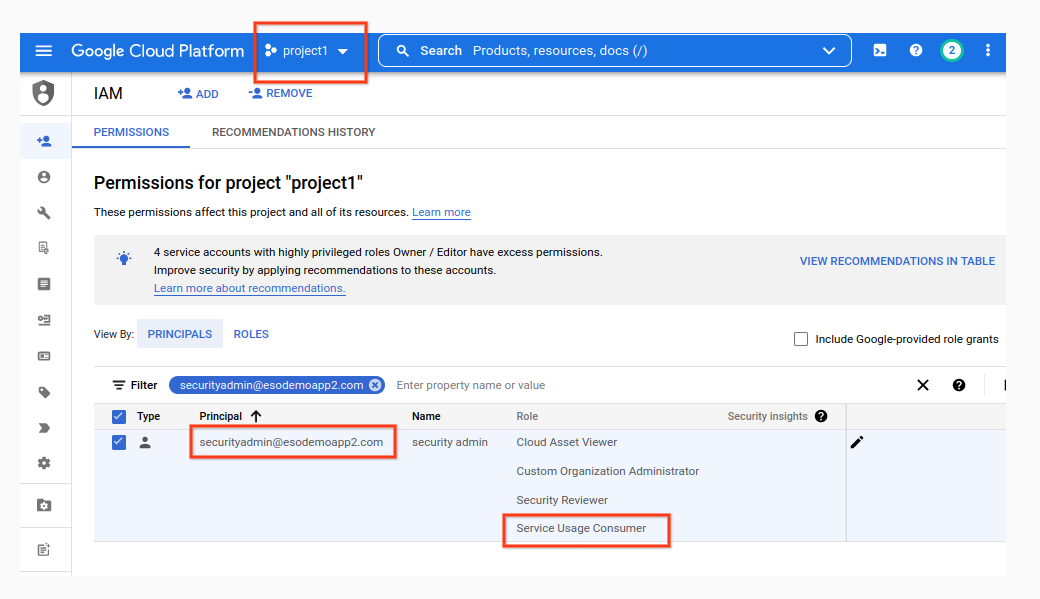 Google Cloud Platform project1 Search Products, resources, docs (/) 2
IAM ADD REMOVE
PERMISSIONS RECOMMENDATIONS HISTORY
Permissions for project "project1"
These permissions affect this project and all of its resources. Learn more
4 service accounts with highly privileged roles Owner / Editor have excess permissions.
Improve security by applying recommendations to these accounts.
VIEW RECOMMENDATIONS IN TABLE
Learn more about recommendations.
View By: PRINCIPALS ROLES
Include Google-provided role grants
Filter securityadmin@esodemoapp2.com Enter property name or value
Type Principal Name Role Security insights
securityadmin@esodemoapp2.com security admin Cloud Asset Viewer
Custom Organization Administrator
Security Reviewer
Service Usage Consumer